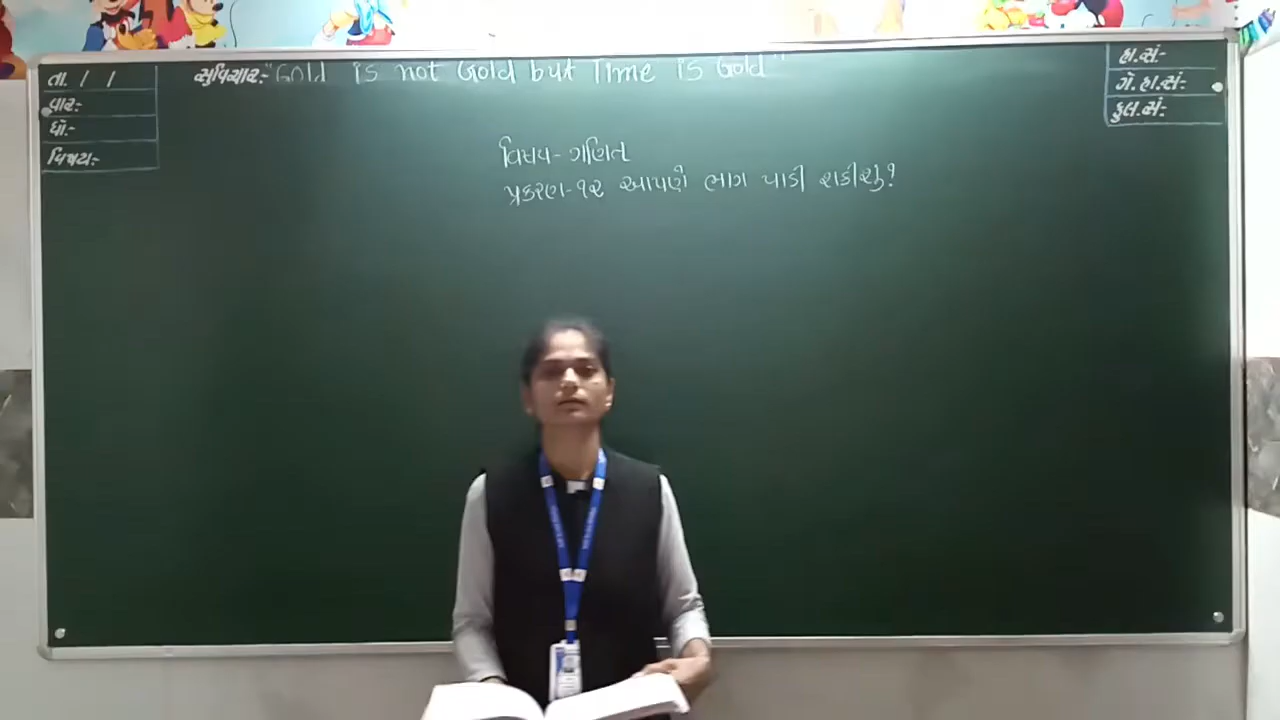 તા. / /
વાર:-
ધો.:-
વિષય:-
સુવિચાર:- "Gold is not Gold but Time is Gold"
હા.સં:-
ગે.હા.સં:-
કુલ.સં:-
વિષય- ગણિત
પ્રકરણ-૧૨ આપણે ભાગ પાડી શકીશું?